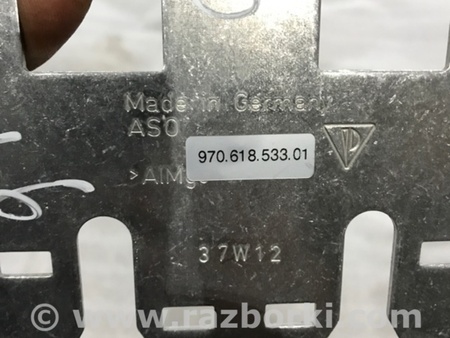 Made in Germany
ASO
970.618.533.01
>AlMg
37W12
© www.razborki.com